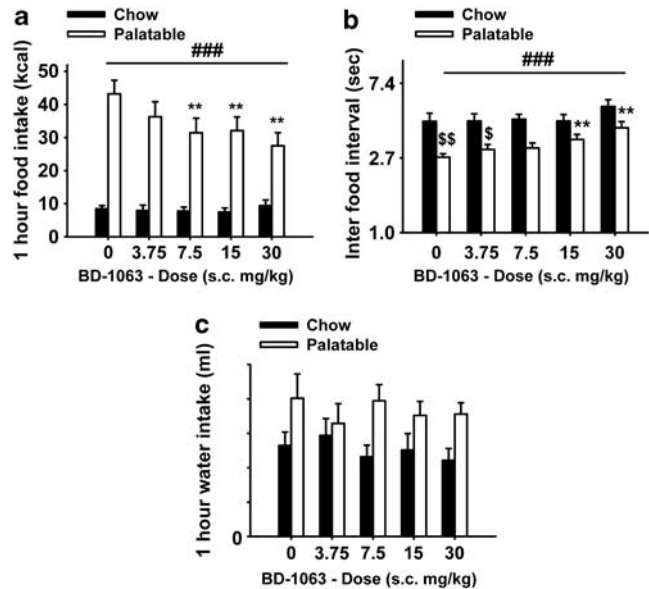 a
Chow
Palatable
###
1 hour food intake (kcal)
50
40
30
20
10
0
**
**
**
0 3.75 7.5 15 30
BD-1063 - Dose (s.c. mg/kg)
b
Chow
Palatable
###
Inter food interval (sec)
7.4
2.7
1.0
$$
$
**
**
0 3.75 7.5 15 30
BD-1063 - Dose (s.c. mg/kg)
c
Chow
Palatable
1 hour water intake (ml)
0
0 3.75 7.5 15 30
BD-1063 - Dose (s.c. mg/kg)